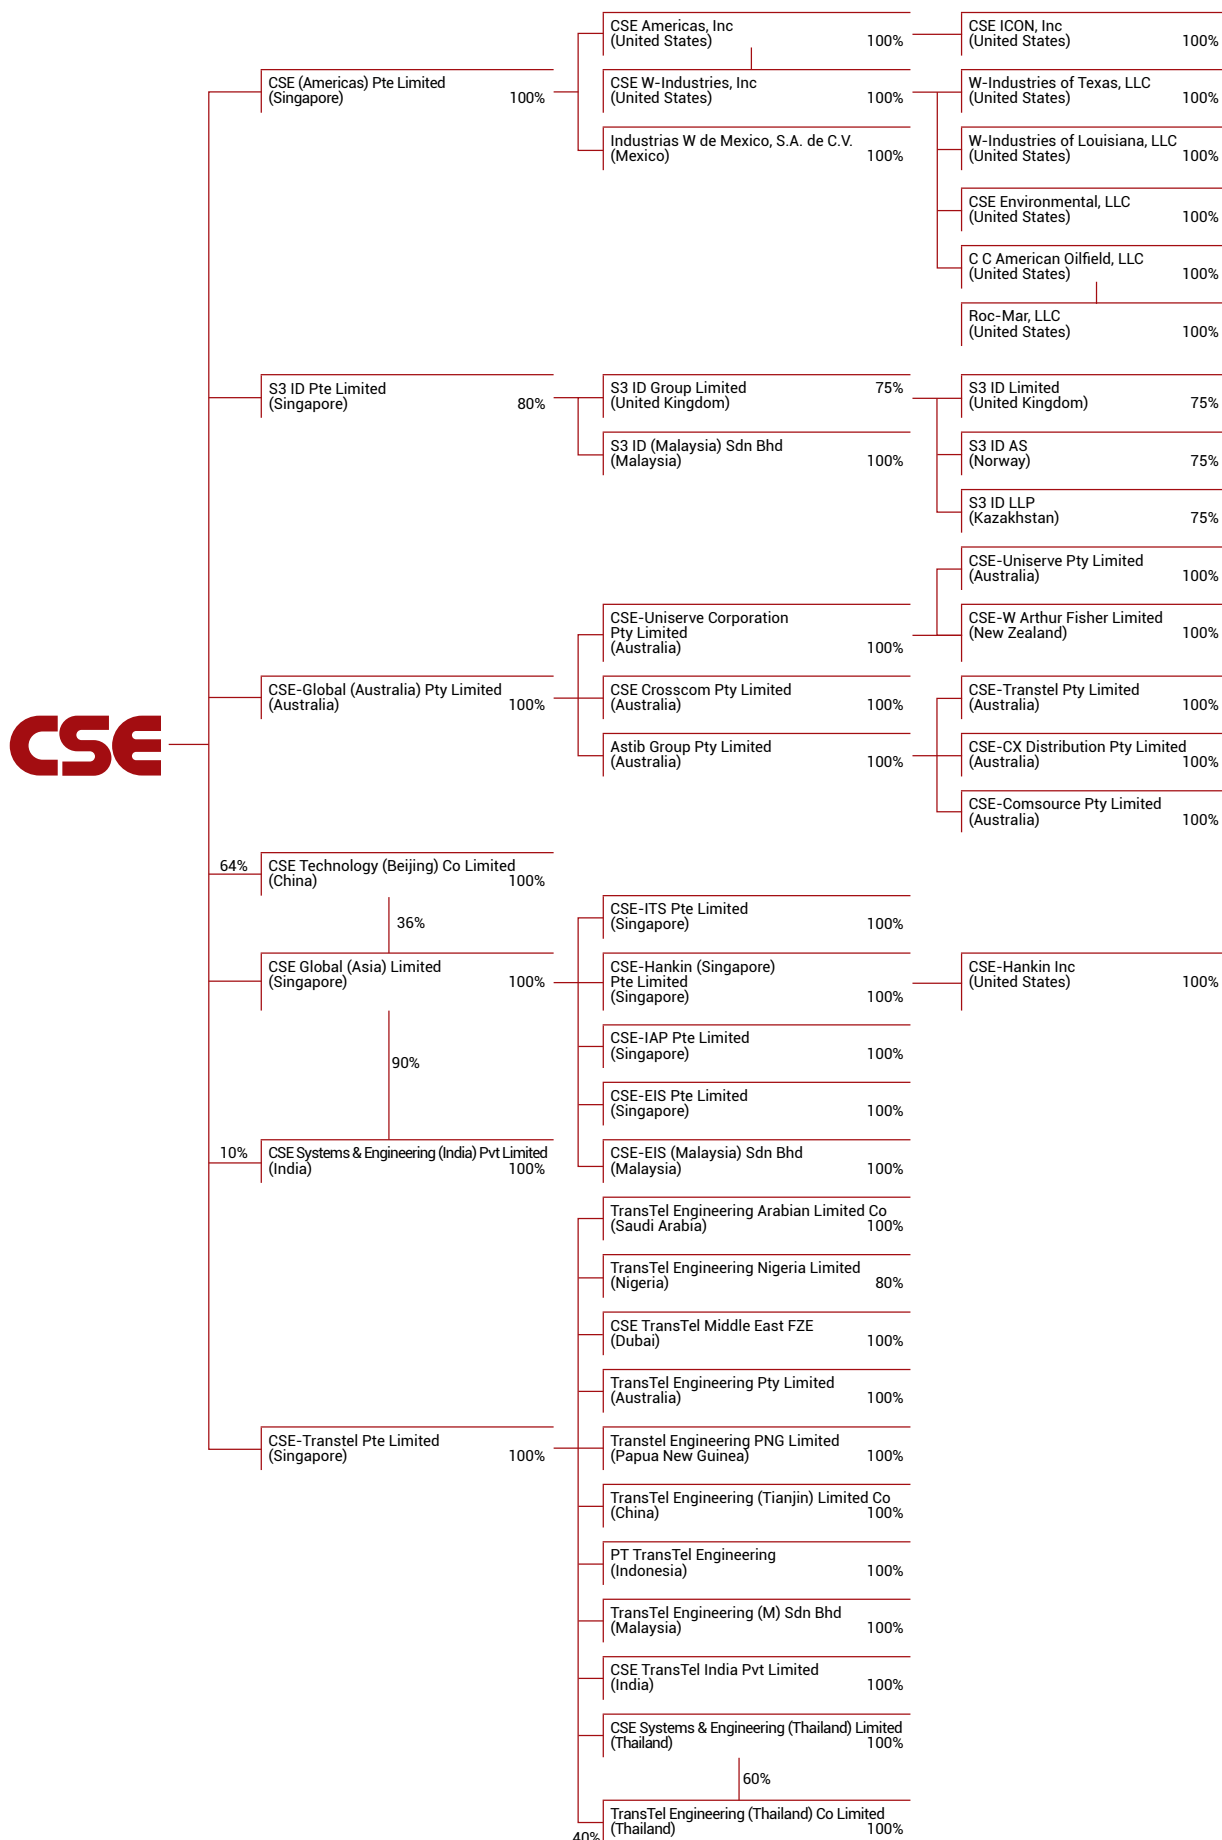 CSE
CSE (Americas) Pte Limited
(Singapore) 100%
CSE Americas, Inc
(United States) 100%
CSE ICON, Inc
(United States) 100%
CSE W-Industries, Inc
(United States) 100%
W-Industries of Texas, LLC
(United States) 100%
Industrias W de Mexico, S.A. de C.V.
(Mexico) 100%
W-Industries of Louisiana, LLC
(United States) 100%
CSE Environmental, LLC
(United States) 100%
C C American Oilfield, LLC
(United States) 100%
Roc-Mar, LLC
(United States) 100%
S3 ID Pte Limited
(Singapore) 80%
S3 ID Group Limited 75%
(United Kingdom)
S3 ID (Malaysia) Sdn Bhd
(Malaysia) 100%
S3 ID Limited
(United Kingdom) 75%
S3 ID AS
(Norway) 75%
S3 ID LLP
(Kazakhstan) 75%
CSE-Global (Australia) Pty Limited
(Australia) 100%
CSE-Uniserve Corporation
Pty Limited
(Australia) 100%
CSE-Uniserve Pty Limited
(Australia) 100%
CSE-W Arthur Fisher Limited
(New Zealand) 100%
CSE Crosscom Pty Limited
(Australia) 100%
Astib Group Pty Limited
(Australia) 100%
CSE-Transtel Pty Limited
(Australia) 100%
CSE-CX Distribution Pty Limited
(Australia) 100%
CSE-Comsource Pty Limited
(Australia) 100%
64%
CSE Technology (Beijing) Co Limited
(China) 100%
36%
CSE Global (Asia) Limited
(Singapore) 100%
CSE-ITS Pte Limited
(Singapore) 100%
CSE-Hankin (Singapore)
Pte Limited
(Singapore) 100%
CSE-Hankin Inc
(United States) 100%
CSE-IAP Pte Limited
(Singapore) 100%
CSE-EIS Pte Limited
(Singapore) 100%
CSE-EIS (Malaysia) Sdn Bhd
(Malaysia) 100%
90%
10%
CSE Systems & Engineering (India) Pvt Limited
(India) 100%
CSE-Transtel Pte Limited
(Singapore) 100%
TransTel Engineering Arabian Limited Co
(Saudi Arabia) 100%
TransTel Engineering Nigeria Limited
(Nigeria) 80%
CSE TransTel Middle East FZE
(Dubai) 100%
TransTel Engineering Pty Limited
(Australia) 100%
Transtel Engineering PNG Limited
(Papua New Guinea) 100%
TransTel Engineering (Tianjin) Limited Co
(China) 100%
PT TransTel Engineering
(Indonesia) 100%
TransTel Engineering (M) Sdn Bhd
(Malaysia) 100%
CSE TransTel India Pvt Limited
(India) 100%
CSE Systems & Engineering (Thailand) Limited
(Thailand) 100%
60%
TransTel Engineering (Thailand) Co Limited
(Thailand) 100%
40%